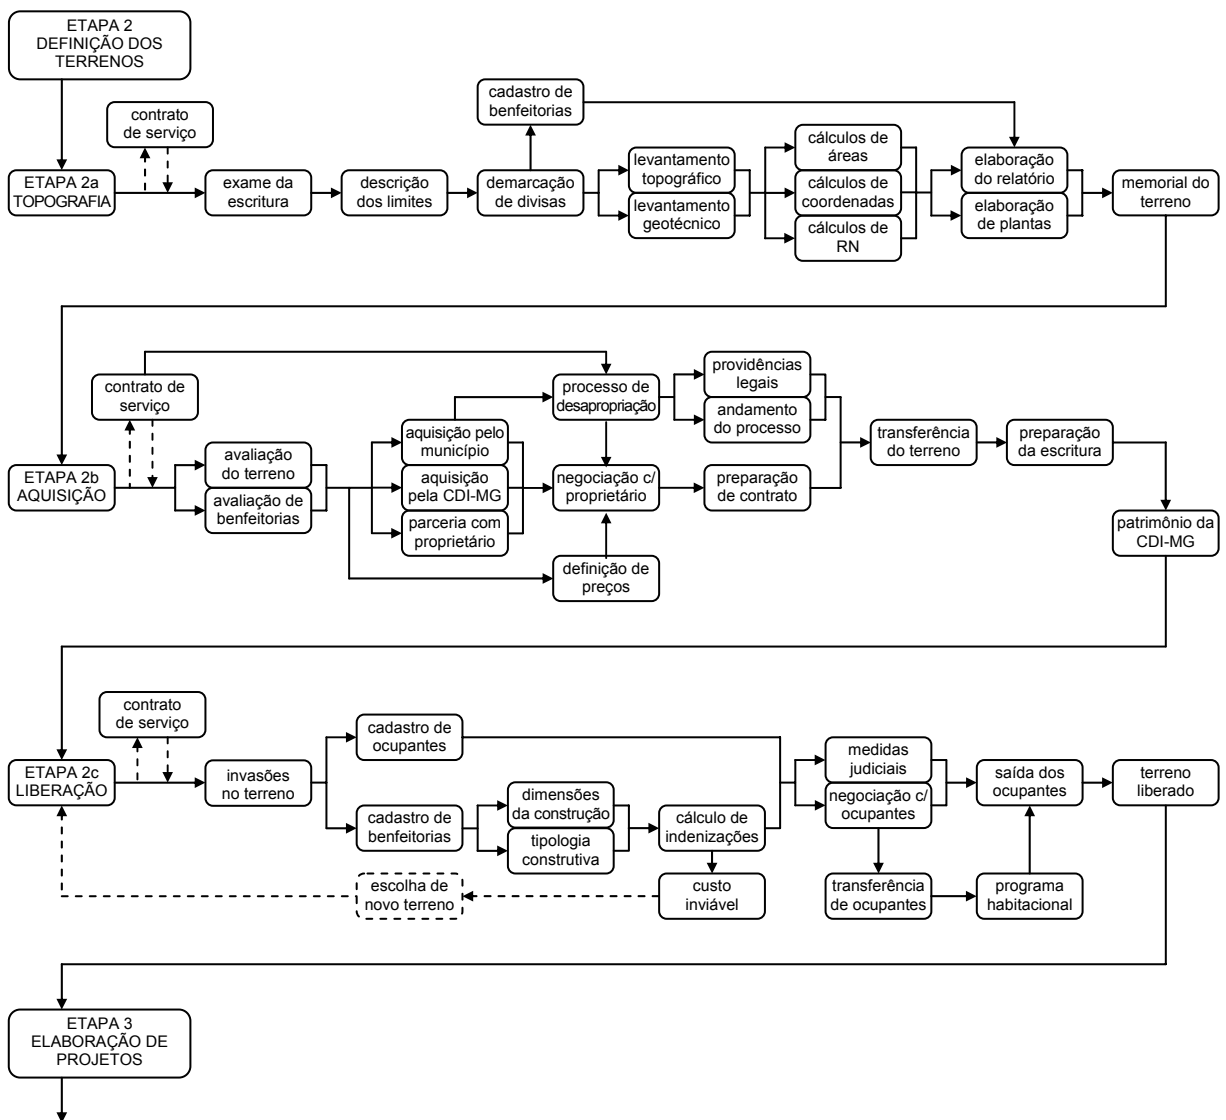 ETAPA 2
DEFINIÇÃO DOS
TERRENOS
contrato
de serviço
cadastro de
benfeitorias
ETAPA 2a
TOPOGRAFIA
exame da
escritura
descrição
dos limites
demarcação
de divisas
levantamento
topográfico
levantamento
geotécnico
cálculos de
áreas
cálculos de
coordenadas
cálculos de
RN
elaboração
do relatório
elaboração
de plantas
memorial do
terreno
contrato de
serviço
ETAPA 2b
AQUISIÇÃO
avaliação
do terreno
avaliação de
benfeitorias
aquisição pelo
município
aquisição
pela CDI-MG
parceria com
proprietário
processo de
desapropriação
negociação c/
proprietário
definição de
preços
providências
legais
andamento
do processo
preparação
de contrato
transferência
do terreno
preparação
da escritura
patrimônio da
CDI-MG
contrato
de serviço
ETAPA 2c
LIBERAÇÃO
invasões
no terreno
cadastro de
ocupantes
cadastro de
benfeitorias
dimensões
da construção
tipologia
construtiva
cálculo de
indenizações
custo
inviável
escolha de
novo terreno
medidas
judiciais
negociação c/
ocupantes
transferência
de ocupantes
programa
habitacional
saída dos
ocupantes
terreno
liberado
ETAPA 3
ELABORAÇÃO DE
PROJETOS